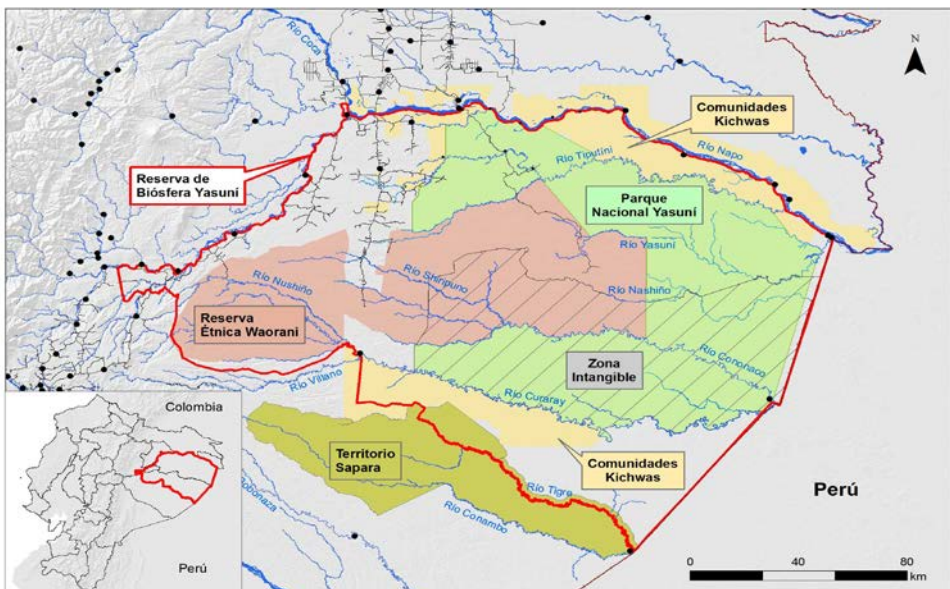 Río Coca
N
Comunidades
Kichwas
Río Napo
Río Tiputini
Reserva de
Biósfera Yasuní
Parque
Nacional Yasuní
Río Yasuní
Río Shiripuno
Río Nushiño
Río Nashiño
Reserva
Étnica Waorani
Río Cononaco
Zona
Intangible
Río Villano
Río Curaray
Colombia
Territorio
Sapara
Comunidades
Kichwas
Río Tigre
Río Conambo
Bobonaza
Perú
Perú
0 40 80
km